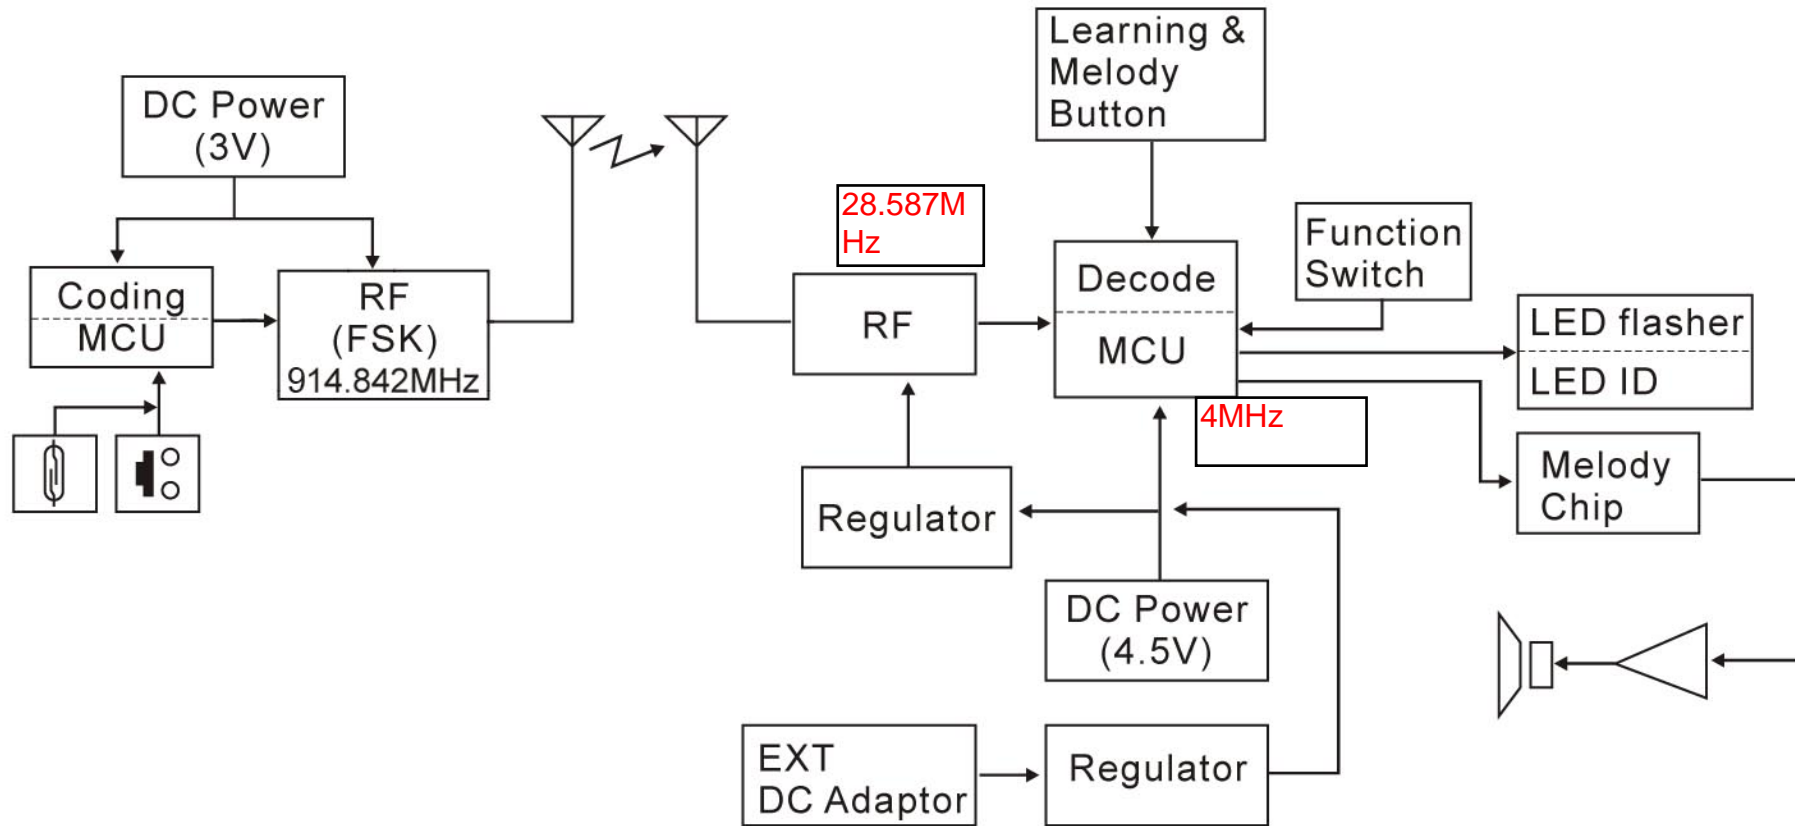 DC Power
(3V)
Coding
MCU
RF
(FSK)
914.842MHz
28.587M
Hz
RF
Learning &
Melody
Button
Decode
MCU
4MHz
Function
Switch
LED flasher
LED ID
Melody
Chip
Regulator
DC Power
(4.5V)
EXT
DC Adaptor
Regulator